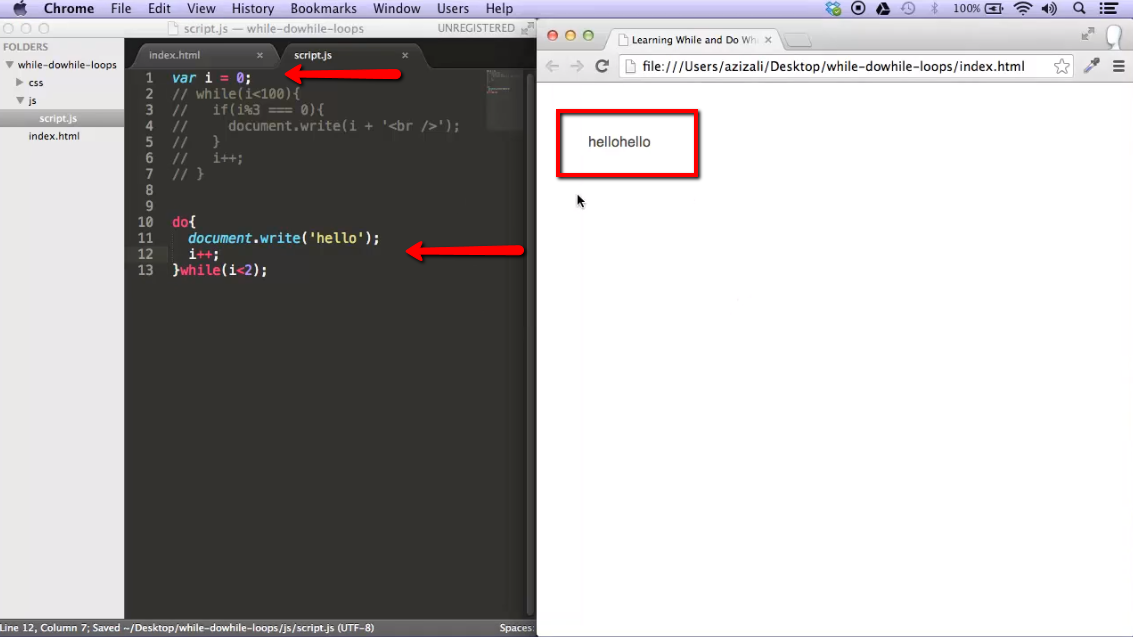 Chrome File Edit View History Bookmarks Window Users Help 100%
script.js — while-dowhile-loops UNREGISTERED
FOLDERS
while-dowhile-loops
css
js
script.js
index.html
index.html × script.js ×
1 var i = 0;
2 // while(i<100){
3 // if(i%3 === 0){
4 // document.write(i + '<br />');
5 // }
6 // i++;
7 // }
8
9
10 do{
11 document.write('hello');
12 i++;
13 }while(i<2);
Line 12, Column 7; Saved ~/Desktop/while-dowhile-loops/js/script.js (UTF-8) Spaces:
Learning While and Do Wh ×
file:///Users/azizali/Desktop/while-dowhile-loops/index.html
hellohello